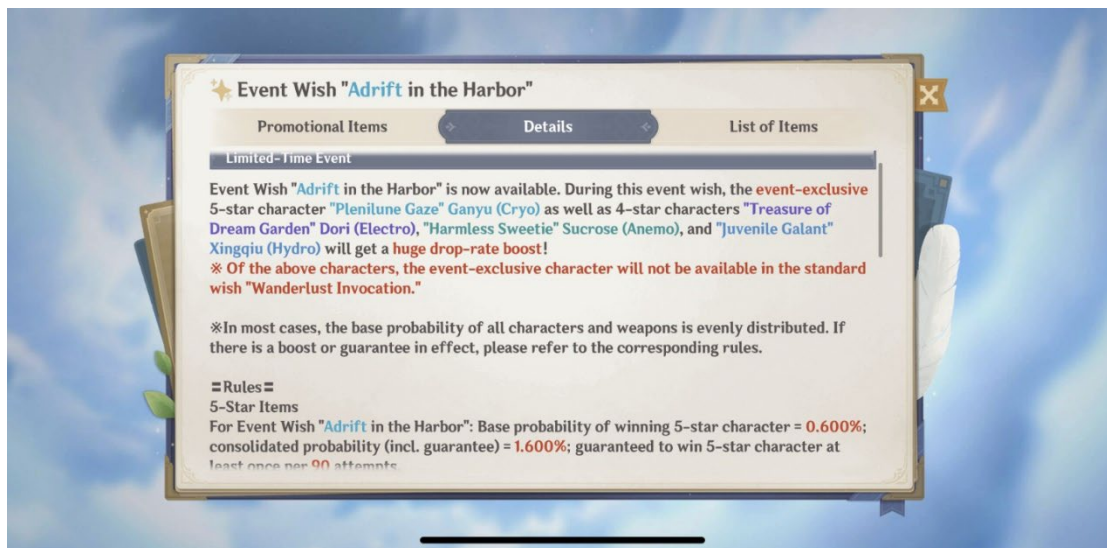 Event Wish "Adrift in the Harbor"
Promotional Items
Details
List of Items
Limited-Time Event
Event Wish "Adrift in the Harbor" is now available. During this event wish, the event-exclusive
5-star character "Plenilune Gaze" Ganyu (Cryo) as well as 4-star characters "Treasure of
Dream Garden" Dori (Electro), "Harmless Sweetie" Sucrose (Anemo), and "Juvenile Galant"
Xingqiu (Hydro) will get a huge drop-rate boost!
※ Of the above characters, the event-exclusive character will not be available in the standard
wish "Wanderlust Invocation."
※In most cases, the base probability of all characters and weapons is evenly distributed. If
there is a boost or guarantee in effect, please refer to the corresponding rules.
〓Rules〓
5-Star Items
For Event Wish "Adrift in the Harbor": Base probability of winning 5-star character = 0.600%;
consolidated probability (incl. guarantee) = 1.600%; guaranteed to win 5-star character at
least once per 90 attempts.